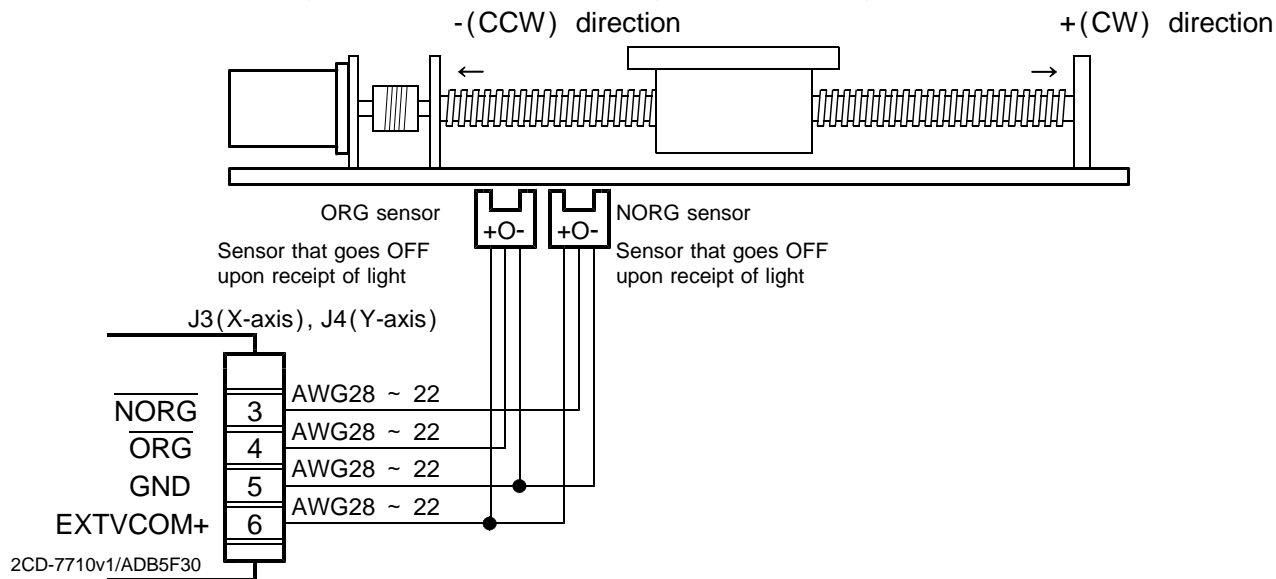 -(CCW) direction
+(CW) direction
←
→
ORG sensor
NORG sensor
+O-
+O-
Sensor that goes OFF
upon receipt of light
Sensor that goes OFF
upon receipt of light
J3(X-axis), J4(Y-axis)
NORG 3 AWG28 ~ 22
ORG 4 AWG28 ~ 22
GND 5 AWG28 ~ 22
EXTVCOM+ 6 AWG28 ~ 22
2CD-7710v1/ADB5F30